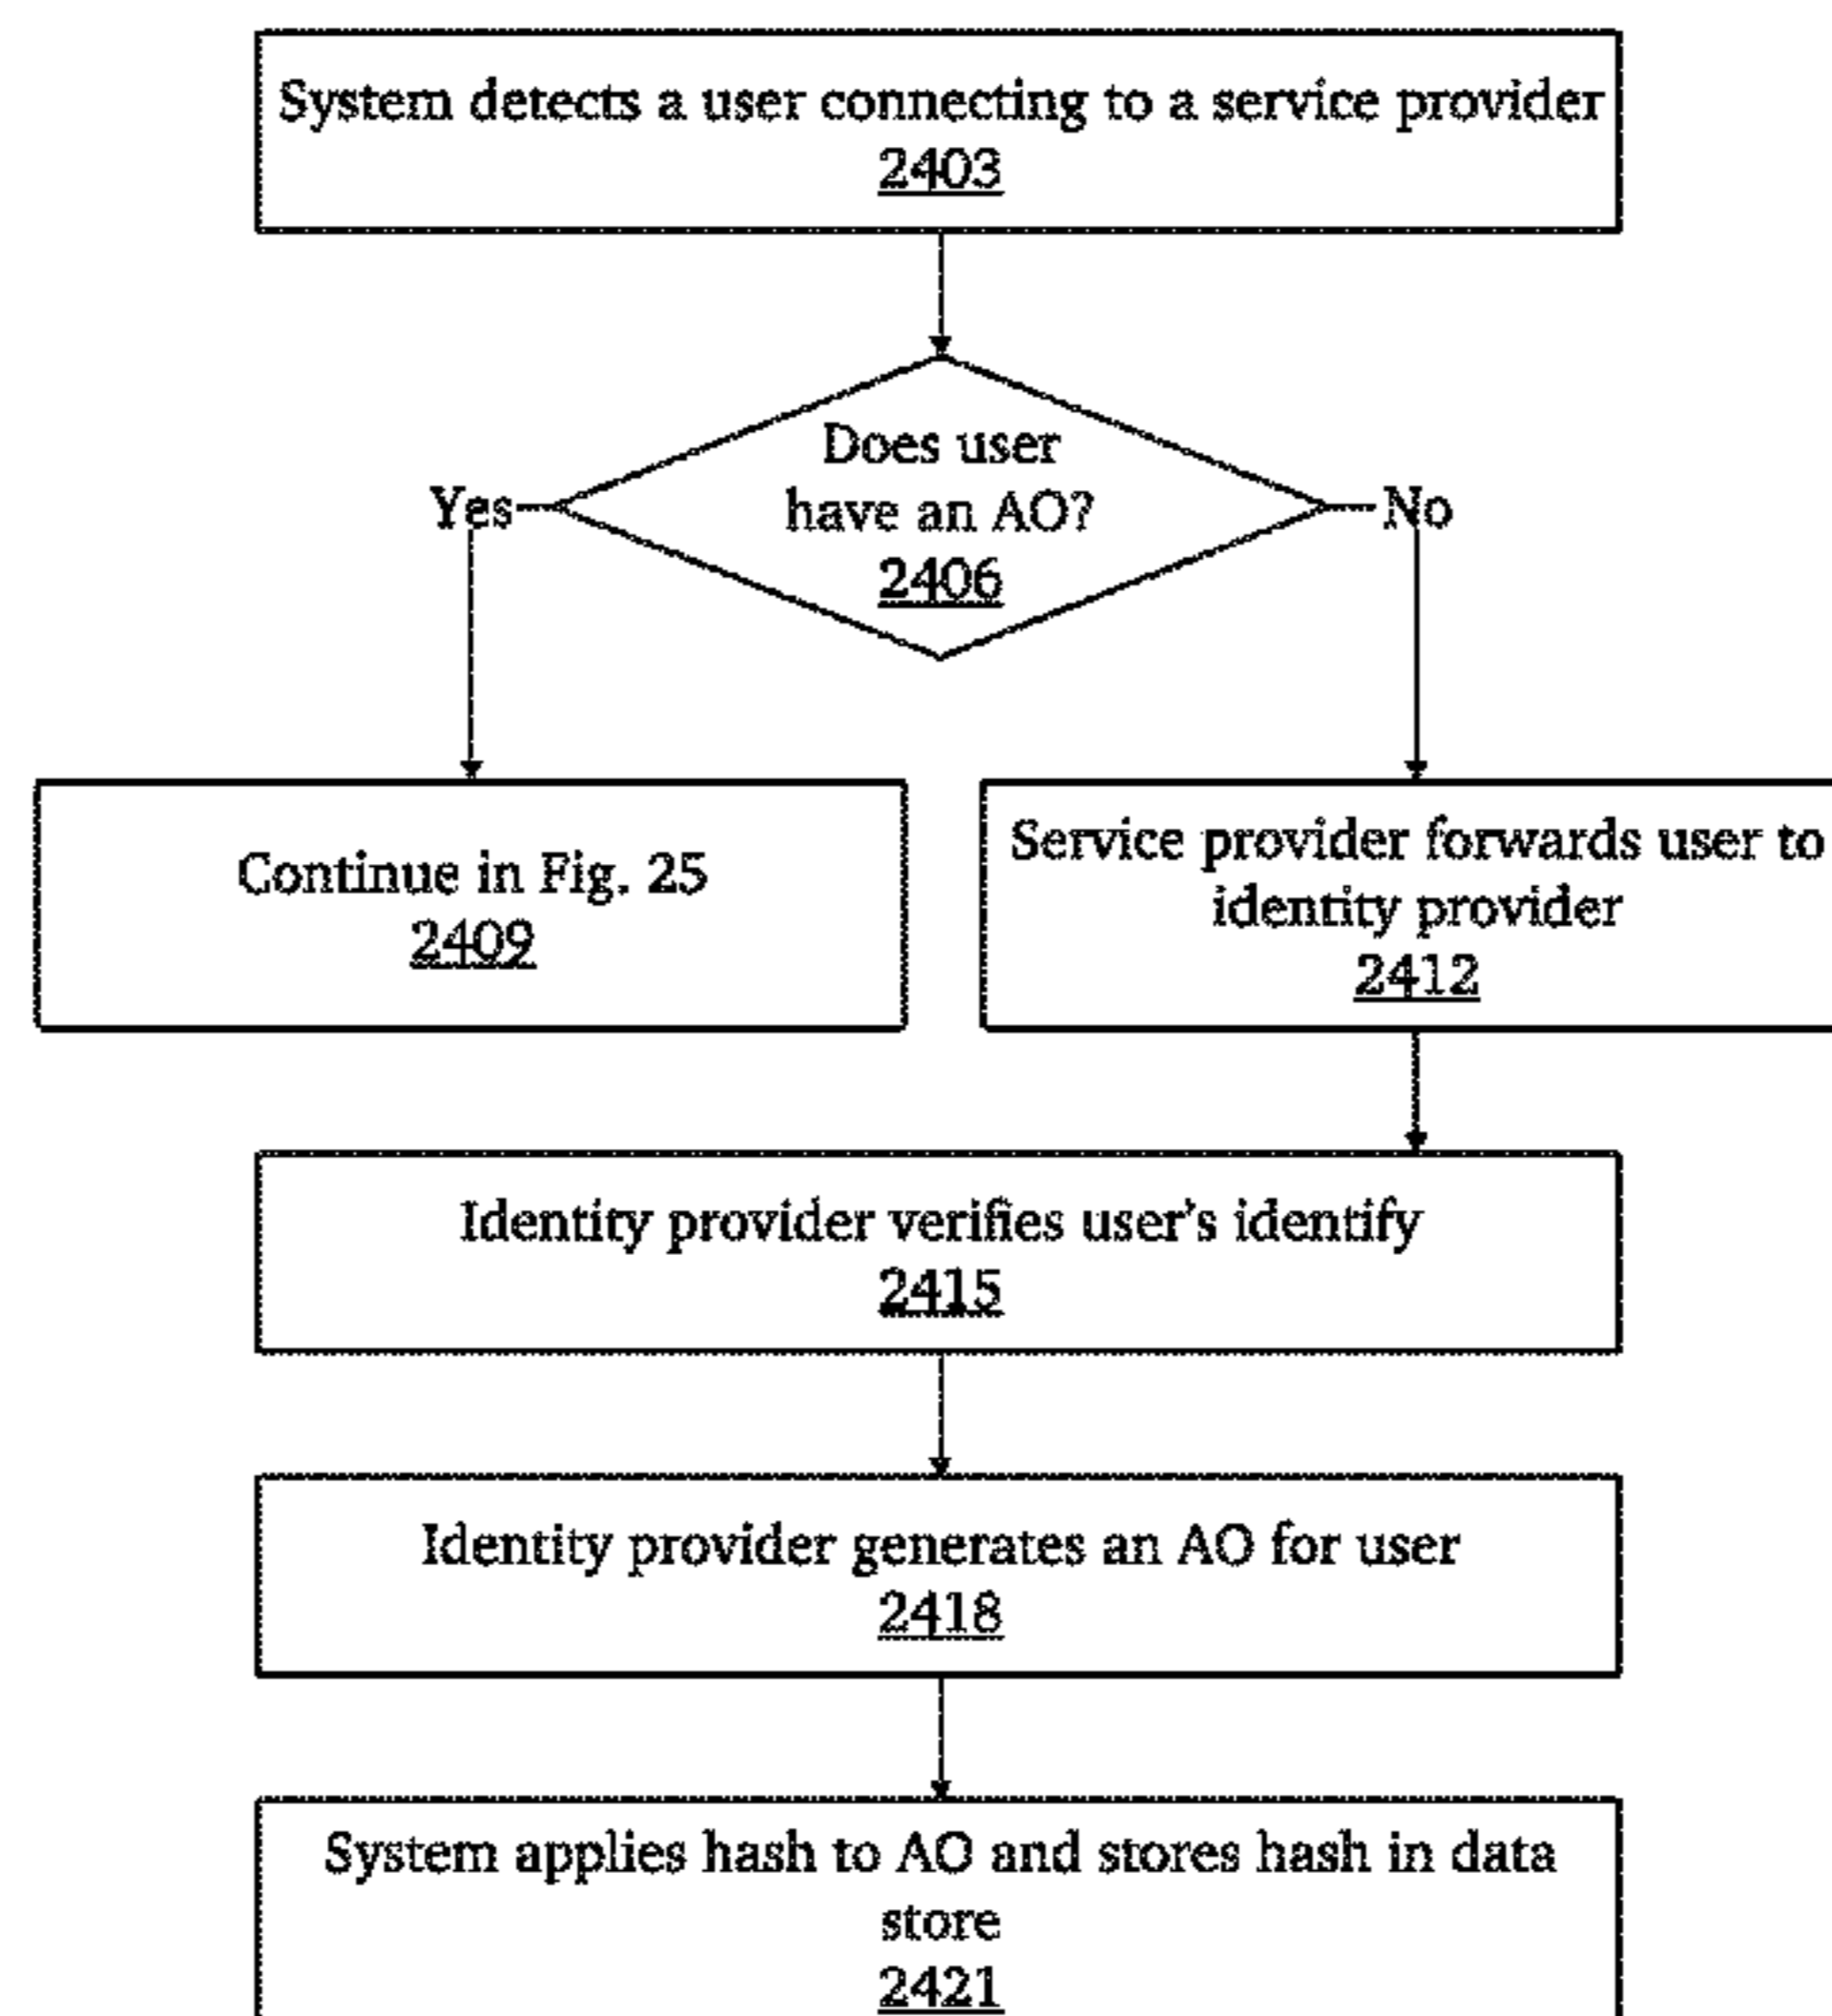 System detects a user connecting to a service provider
2403
Does user
have an AO?
2406
Yes
No
Continue in Fig. 25
2409
Service provider forwards user to
identity provider
2412
Identity provider verifies user's identify
2415
Identity provider generates an AO for user
2418
System applies hash to AO and stores hash in data
store
2421